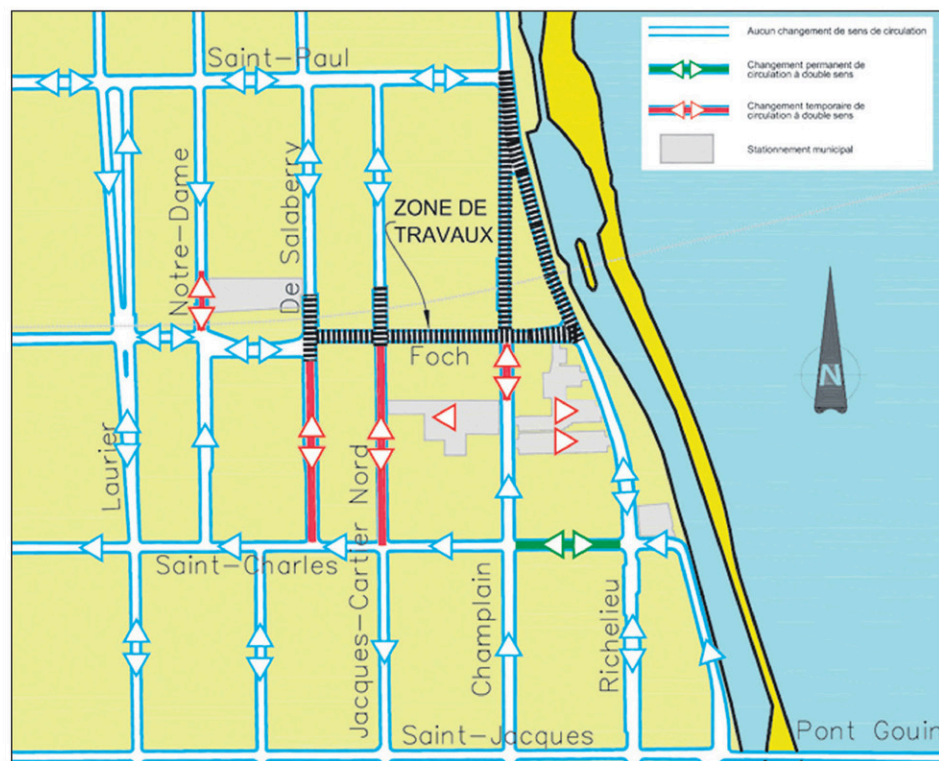 Aucun changement de sens de circulation
Changement permanent de
circulation à double sens
Changement temporaire de
circulation à double sens
Stationnement municipal
Saint-Paul
Notre-Dame
De Salaberry
ZONE DE
TRAVAUX
Foch
N
Laurier
Jacques-Cartier Nord
Saint-Charles
Champlain
Richelieu
Saint-Jacques
Pont Gouin